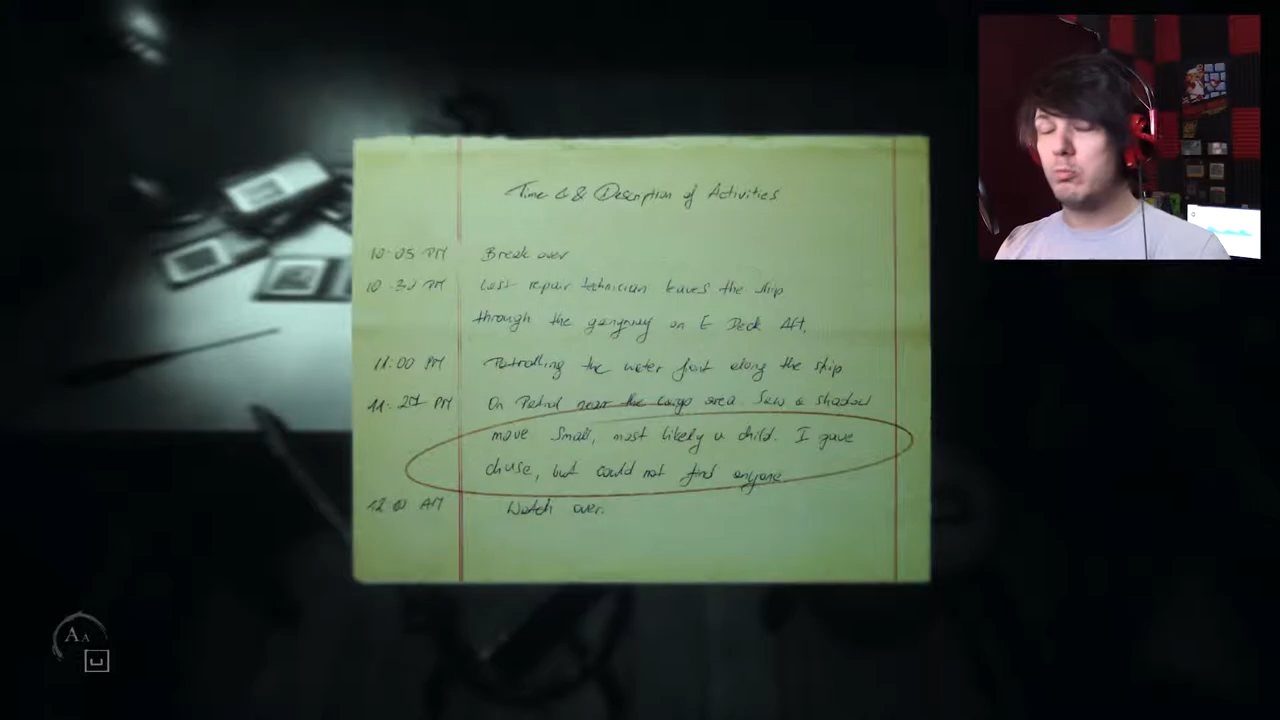 Time & Description of Activities
10:05 PM Break over
10:30 PM Last repair technician leaves the ship
through the gangway on E Deck Aft.
11:00 PM Patrolling the water front along the ship
11:27 PM On Patrol near the cargo area. Saw a shadow
move Small, most likely a child. I gave
chase, but could not find anyone.
12:00 AM Watch over.
AA